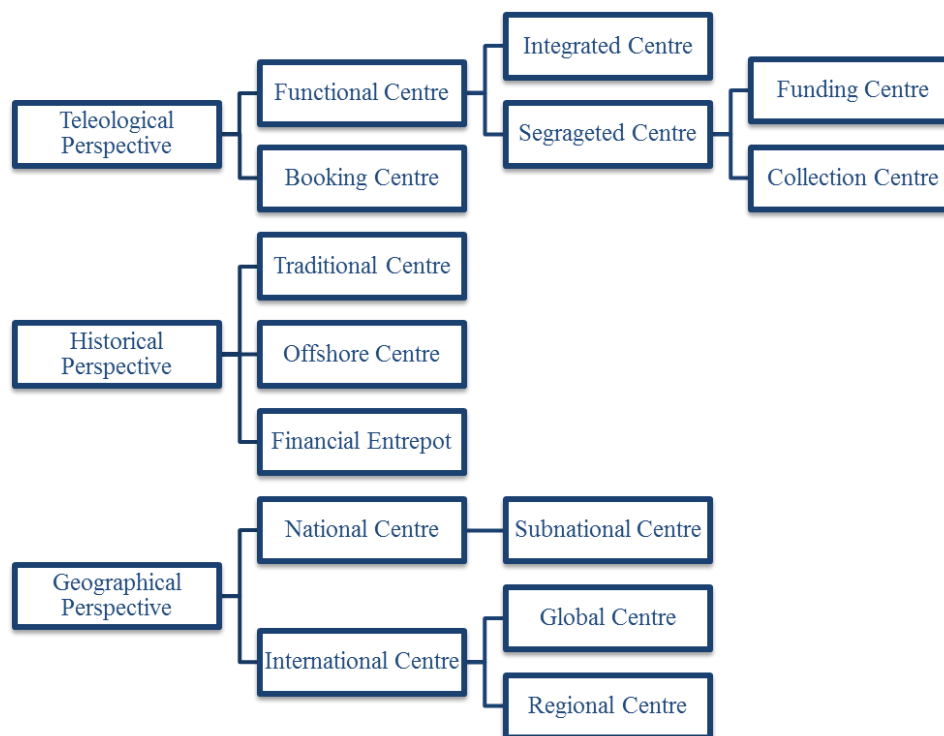 Teleological
Perspective
Functional Centre
Integrated Centre
Segrageted Centre
Funding Centre
Collection Centre
Booking Centre
Historical
Perspective
Traditional Centre
Offshore Centre
Financial Entrepot
Geographical
Perspective
National Centre
Subnational Centre
International Centre
Global Centre
Regional Centre